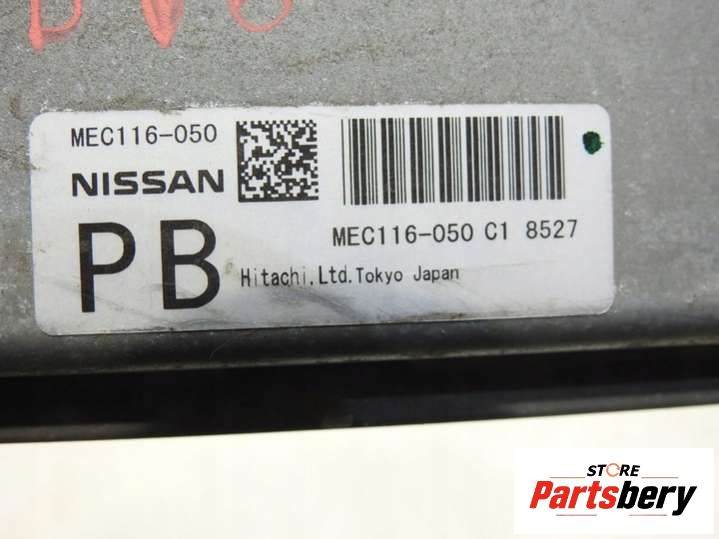 MEC116-050
NISSAN
PB
MEC116-050 C1 8527
Hitachi.Ltd.Tokyo Japan
STORE
Partsbery